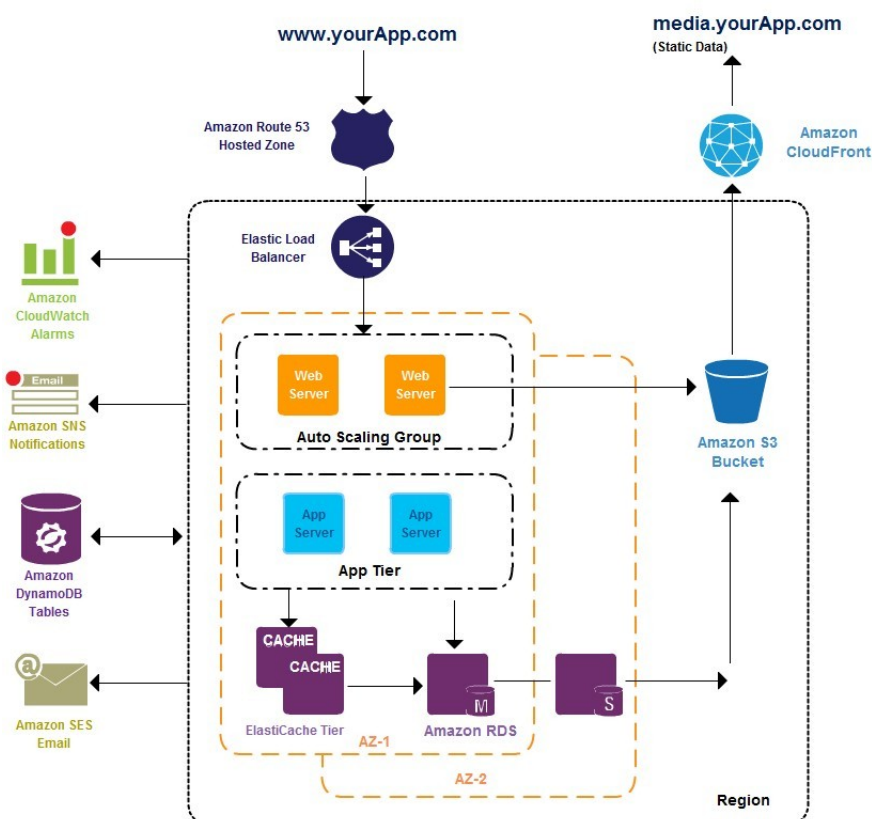 www.yourApp.com
media.yourApp.com
(Static Data)
Amazon Route 53
Hosted Zone
Amazon
CloudFront
Elastic Load
Balancer
Amazon
CloudWatch
Alarms
Web
Server
Web
Server
Auto Scaling Group
Email
Amazon SNS
Notifications
Amazon S3
Bucket
App
Server
App
Server
App Tier
Amazon
DynamoDB
Tables
CACHE
CACHE
M
S
@
ElastiCache Tier
Amazon RDS
Amazon SES
Email
AZ-1
AZ-2
Region